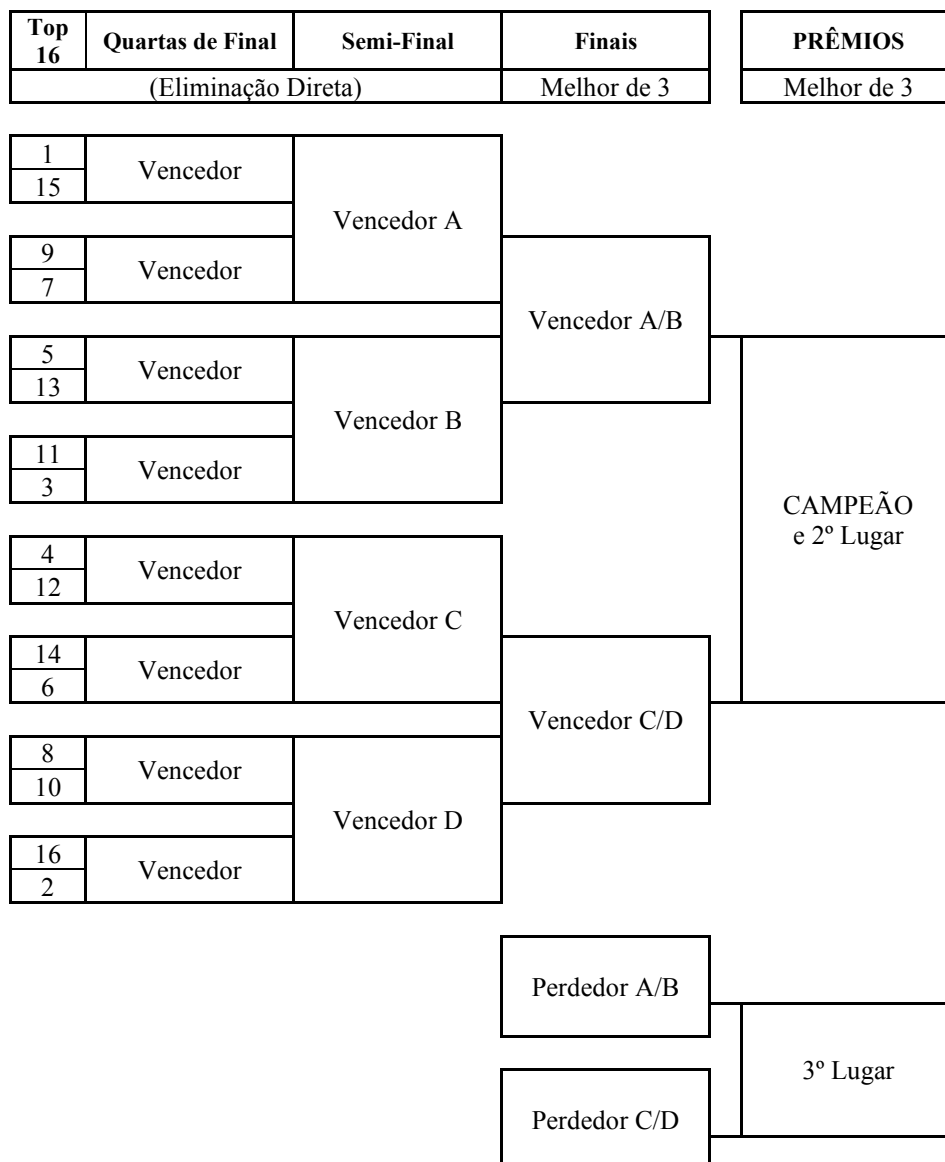 Top 16 Quartas de Final Semi-Final Finais PRÊMIOS
(Eliminação Direta) Melhor de 3 Melhor de 3
1
Vencedor
15
Vencedor A
9
Vencedor
7
Vencedor A/B
5
Vencedor
13
Vencedor B
11
Vencedor
3
CAMPEÃO
e 2º Lugar
4
Vencedor
12
Vencedor C
14
Vencedor
6
Vencedor C/D
8
Vencedor
10
Vencedor D
16
Vencedor
2
Perdedor A/B
3º Lugar
Perdedor C/D